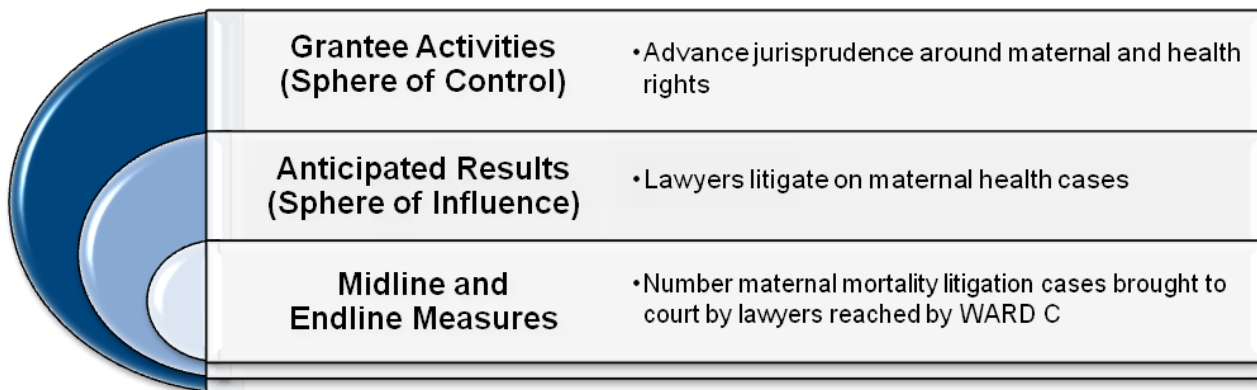 Grantee Activities
(Sphere of Control)
•Advance jurisprudence around maternal and health
rights
Anticipated Results
(Sphere of Influence)
•Lawyers litigate on maternal health cases
Midline and
Endline Measures
•Number maternal mortality litigation cases brought to
court by lawyers reached by WARD C